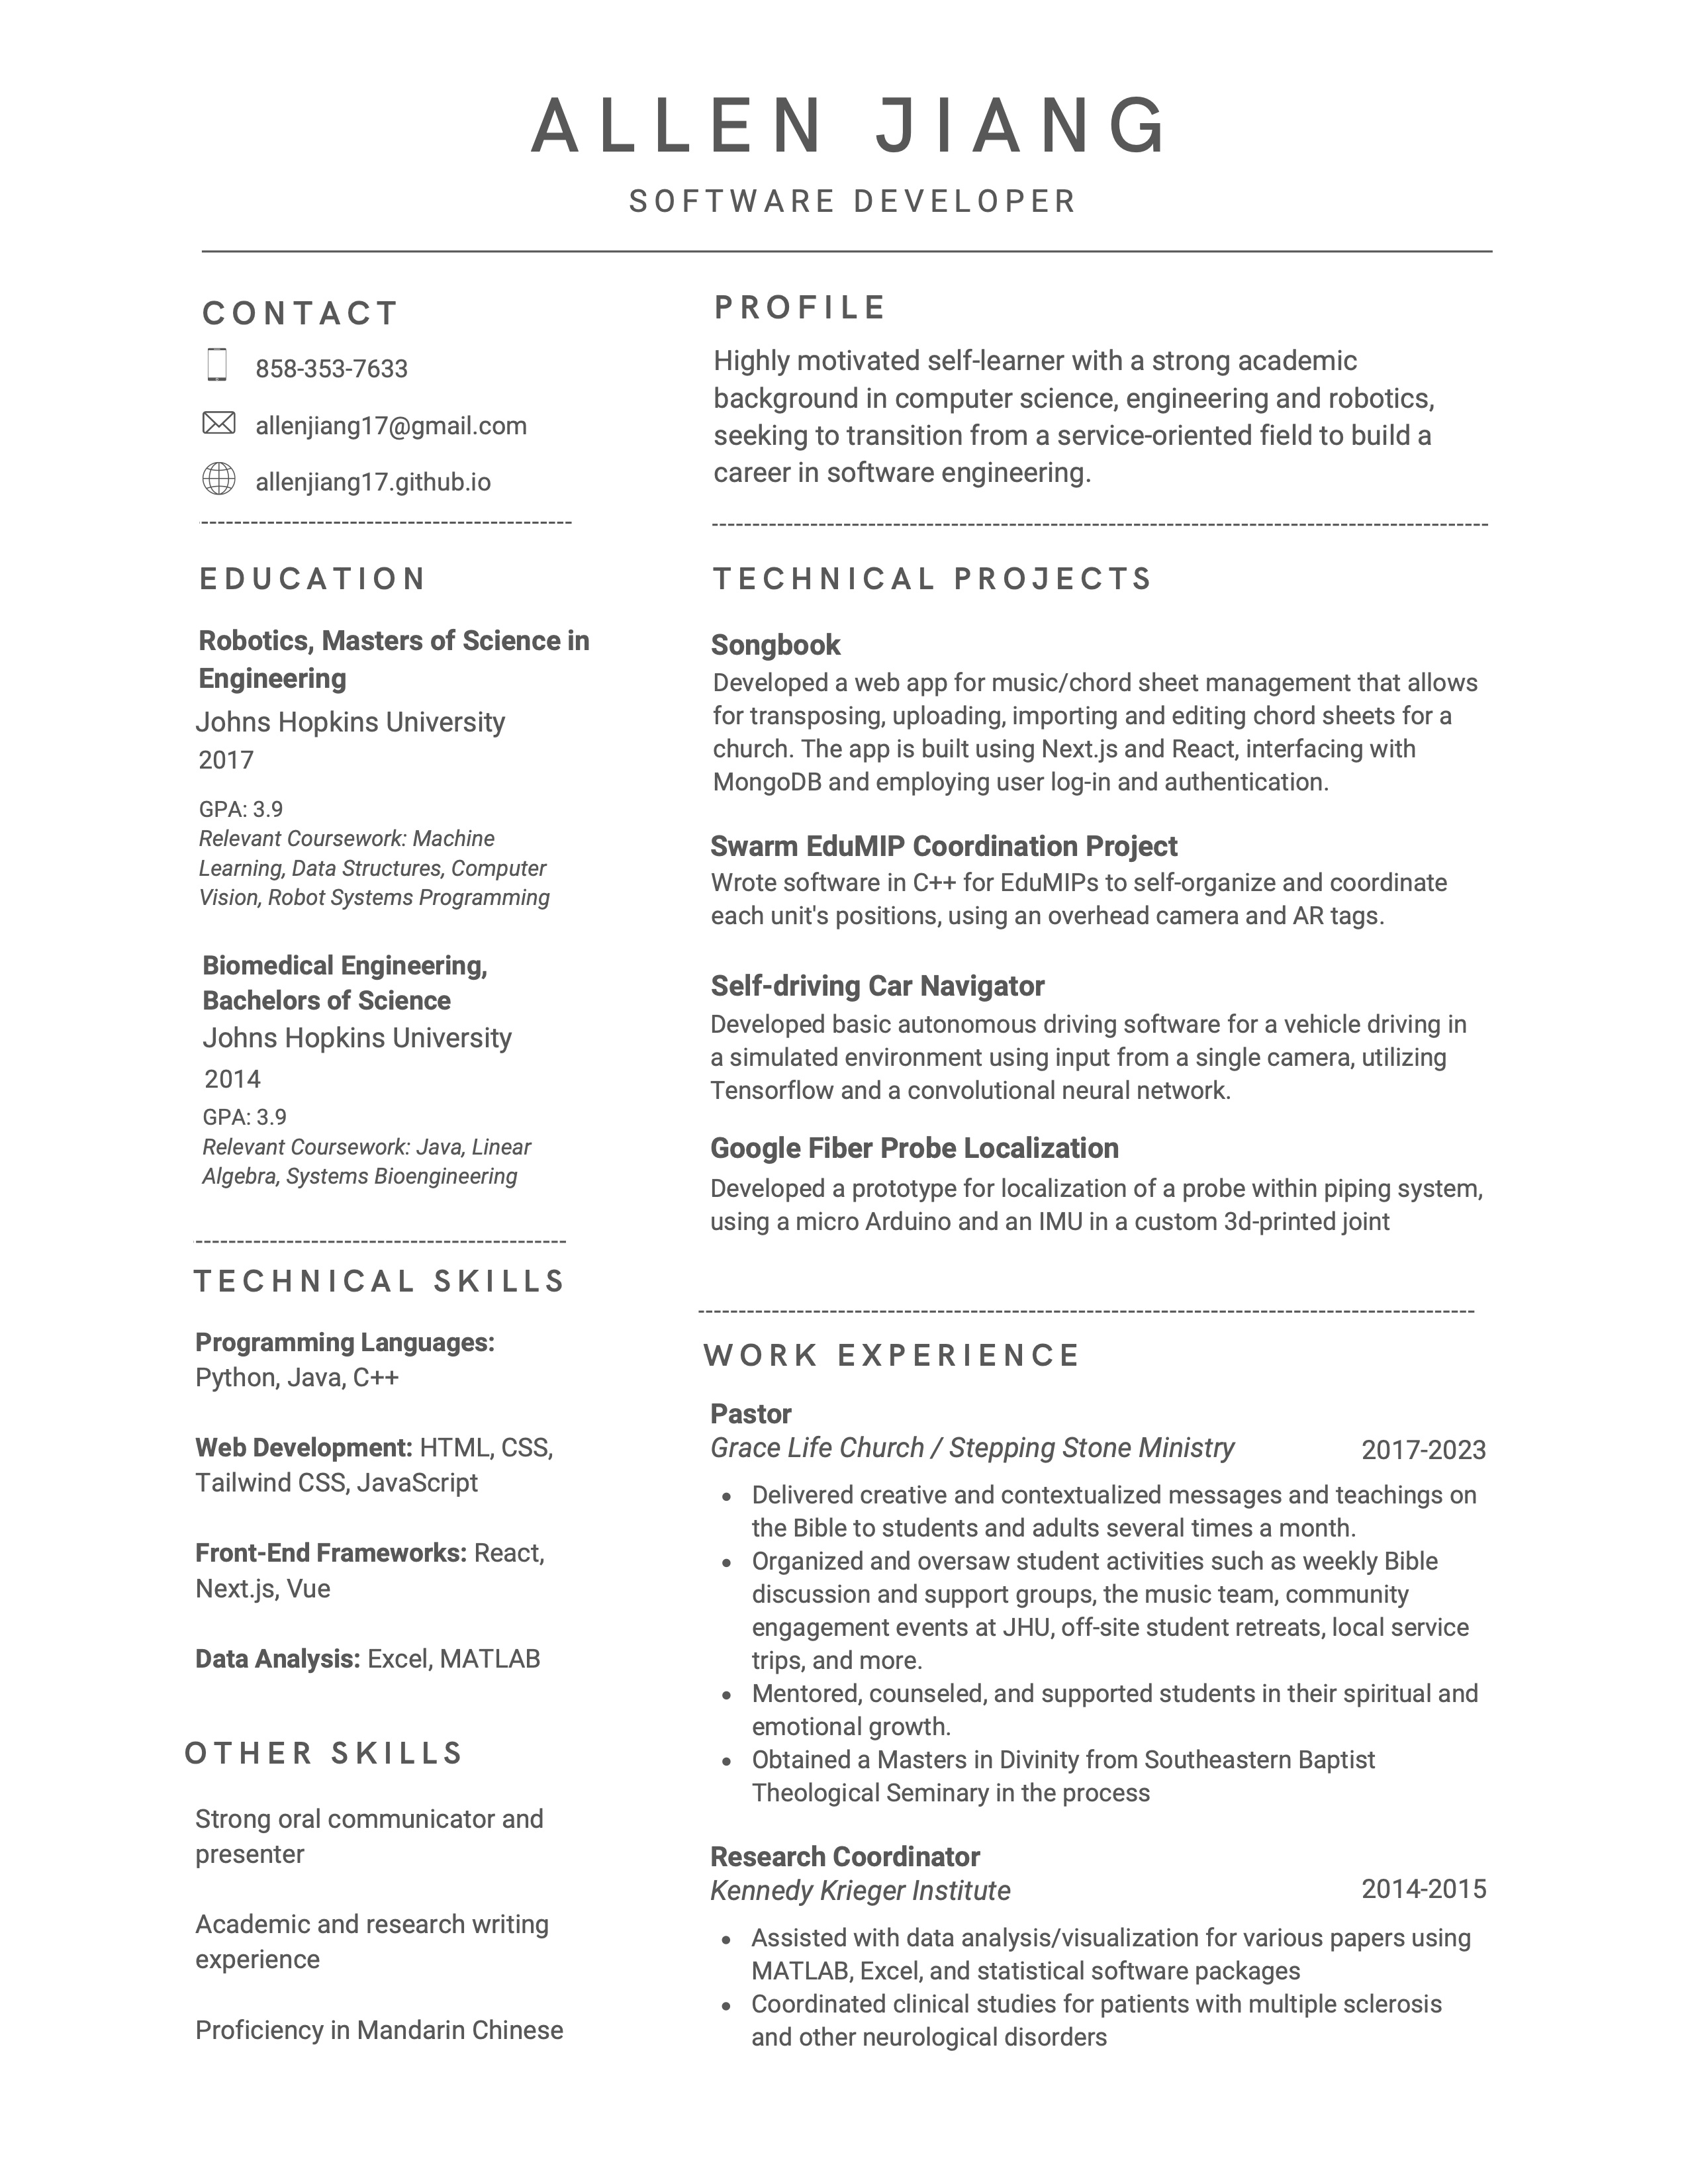 ALLEN JIANG
SOFTWARE DEVELOPER
CONTACT
858-353-7633
allenjiang17@gmail.com
allenjiang17.github.io
EDUCATION
Robotics, Masters of Science in
Engineering
Johns Hopkins University
2017
GPA: 3.9
Relevant Coursework: Machine
Learning, Data Structures, Computer
Vision, Robot Systems Programming
Biomedical Engineering,
Bachelors of Science
Johns Hopkins University
2014
GPA: 3.9
Relevant Coursework: Java, Linear
Algebra, Systems Bioengineering
TECHNICAL SKILLS
Programming Languages:
Python, Java, C++
Web Development: HTML, CSS,
Tailwind CSS, JavaScript
Front-End Frameworks: React,
Next.js, Vue
Data Analysis: Excel, MATLAB
OTHER SKILLS
Strong oral communicator and
presenter
Academic and research writing
experience
Proficiency in Mandarin Chinese
PROFILE
Highly motivated self-learner with a strong academic
background in computer science, engineering and robotics,
seeking to transition from a service-oriented field to build a
career in software engineering.
TECHNICAL PROJECTS
Songbook
Developed a web app for music/chord sheet management that allows
for transposing, uploading, importing and editing chord sheets for a
church. The app is built using Next.js and React, interfacing with
MongoDB and employing user log-in and authentication.
Swarm EduMIP Coordination Project
Wrote software in C++ for EduMIPs to self-organize and coordinate
each unit's positions, using an overhead camera and AR tags.
Self-driving Car Navigator
Developed basic autonomous driving software for a vehicle driving in
a simulated environment using input from a single camera, utilizing
Tensorflow and a convolutional neural network.
Google Fiber Probe Localization
Developed a prototype for localization of a probe within piping system,
using a micro Arduino and an IMU in a custom 3d-printed joint
WORK EXPERIENCE
Pastor
Grace Life Church / Stepping Stone Ministry 2017-2023
• Delivered creative and contextualized messages and teachings on
the Bible to students and adults several times a month.
• Organized and oversaw student activities such as weekly Bible
discussion and support groups, the music team, community
engagement events at JHU, off-site student retreats, local service
trips, and more.
• Mentored, counseled, and supported students in their spiritual and
emotional growth.
• Obtained a Masters in Divinity from Southeastern Baptist
Theological Seminary in the process
Research Coordinator
Kennedy Krieger Institute 2014-2015
• Assisted with data analysis/visualization for various papers using
MATLAB, Excel, and statistical software packages
• Coordinated clinical studies for patients with multiple sclerosis
and other neurological disorders